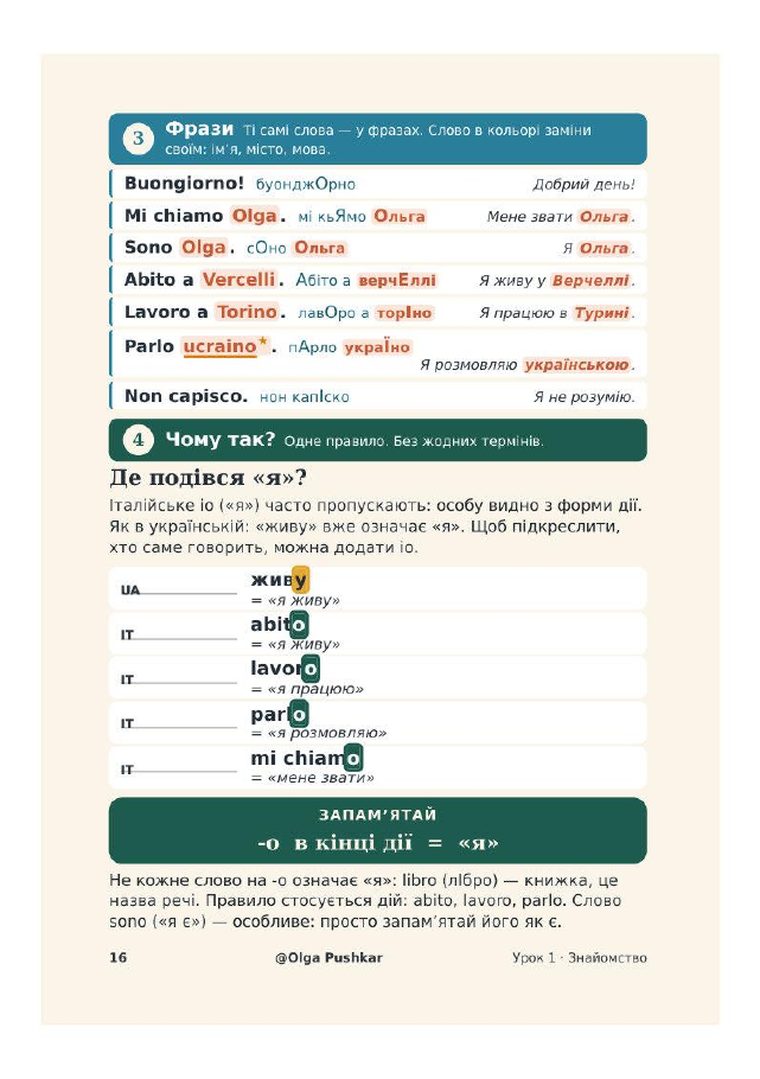 3 Фрази Ті самі слова — у фразах. Слово в кольорі заміни
своїм: ім’я, місто, мова.
Buongiorno! буонджОрно Добрий день!
Mi chiamo Olga. мі кьЯмо Ольга Мене звати Ольга.
Sono Olga. сОно Ольга Я Ольга.
Abito a Vercelli. Абіто а верчЕллі Я живу у Верчеллі.
Lavoro a Torino. лавОро а торІно Я працюю в Турині.
Parlo ucraino★. пАрло украЇно
Я розмовляю українською.
Non capisco. нон капІско Я не розумію.
4 Чому так? Одне правило. Без жодних термінів.
Де подівся «я»?
Італійське io («я») часто пропускають: особу видно з форми дії.
Як в українській: «живу» вже означає «я». Щоб підкреслити,
хто саме говорить, можна додати io.
UA живу
= «я живу»
IT abito
= «я живу»
IT lavoro
= «я працюю»
IT parlo
= «я розмовляю»
IT mi chiamo
= «мене звати»
ЗАПАМ’ЯТАЙ
-o в кінці дії = «я»
Не кожне слово на -o означає «я»: libro (лІбро) — книжка, це
назва речі. Правило стосується дій: abito, lavoro, parlo. Слово
sono («я є») — особливе: просто запам’ятай його як є.
16 @Olga Pushkar Урок 1 · Знайомство